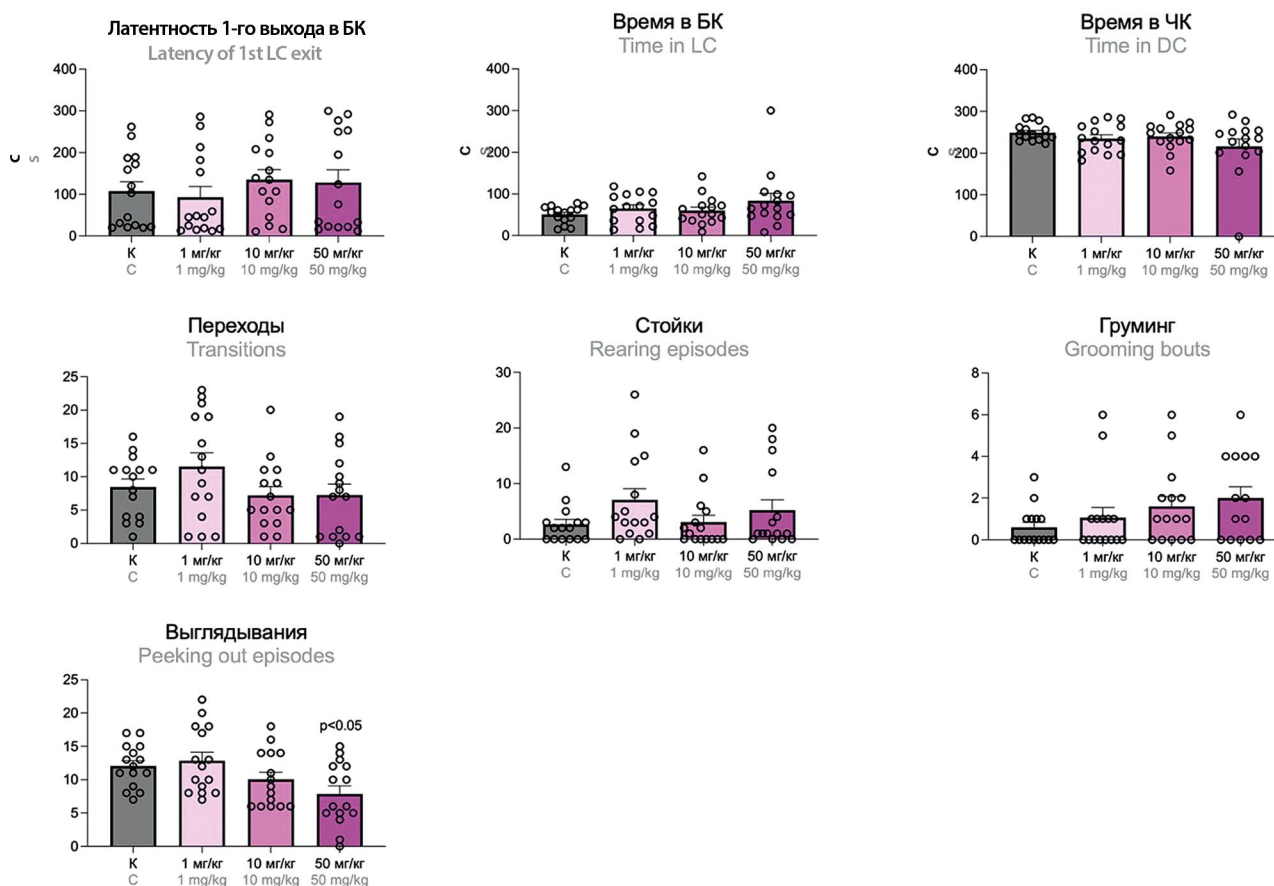 Латентность 1-го выхода в БК
Latency of 1st LC exit
400
300
200
100
0
с
s
К
C
1 мг/кг
1 mg/kg
10 мг/кг
10 mg/kg
50 мг/кг
50 mg/kg
Время в БК
Time in LC
400
300
200
100
0
с
s
К
C
1 мг/кг
1 mg/kg
10 мг/кг
10 mg/kg
50 мг/кг
50 mg/kg
Время в ЧК
Time in DC
400
300
200
100
0
с
s
К
C
1 мг/кг
1 mg/kg
10 мг/кг
10 mg/kg
50 мг/кг
50 mg/kg
Переходы
Transitions
25
20
15
10
5
0
К
C
1 мг/кг
1 mg/kg
10 мг/кг
10 mg/kg
50 мг/кг
50 mg/kg
Стойки
Rearing episodes
30
20
10
0
К
C
1 мг/кг
1 mg/kg
10 мг/кг
10 mg/kg
50 мг/кг
50 mg/kg
Груминг
Grooming bouts
8
6
4
2
0
К
C
1 мг/кг
1 mg/kg
10 мг/кг
10 mg/kg
50 мг/кг
50 mg/kg
Выглядывания
Peeking out episodes
25
20
15
10
5
0
p<0.05
К
C
1 мг/кг
1 mg/kg
10 мг/кг
10 mg/kg
50 мг/кг
50 mg/kg